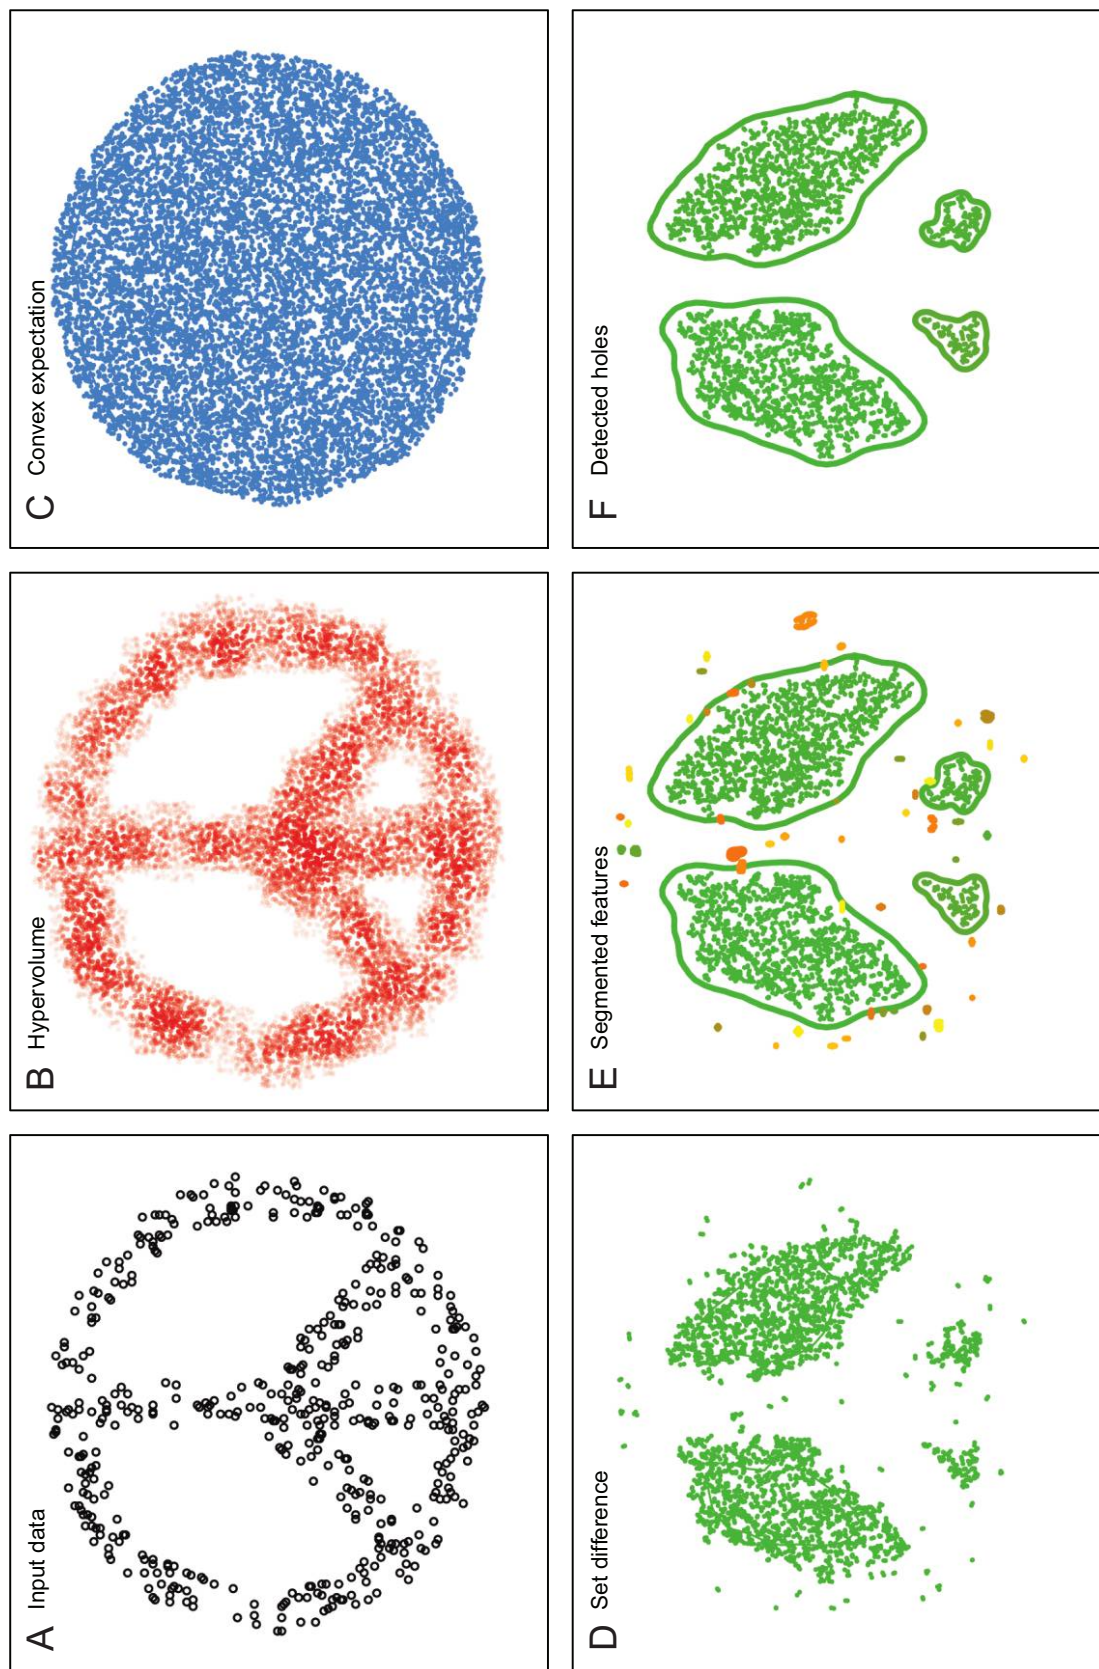 A Input data
B Hypervolume
C Convex expectation
D Set difference
E Segmented features
F Detected holes